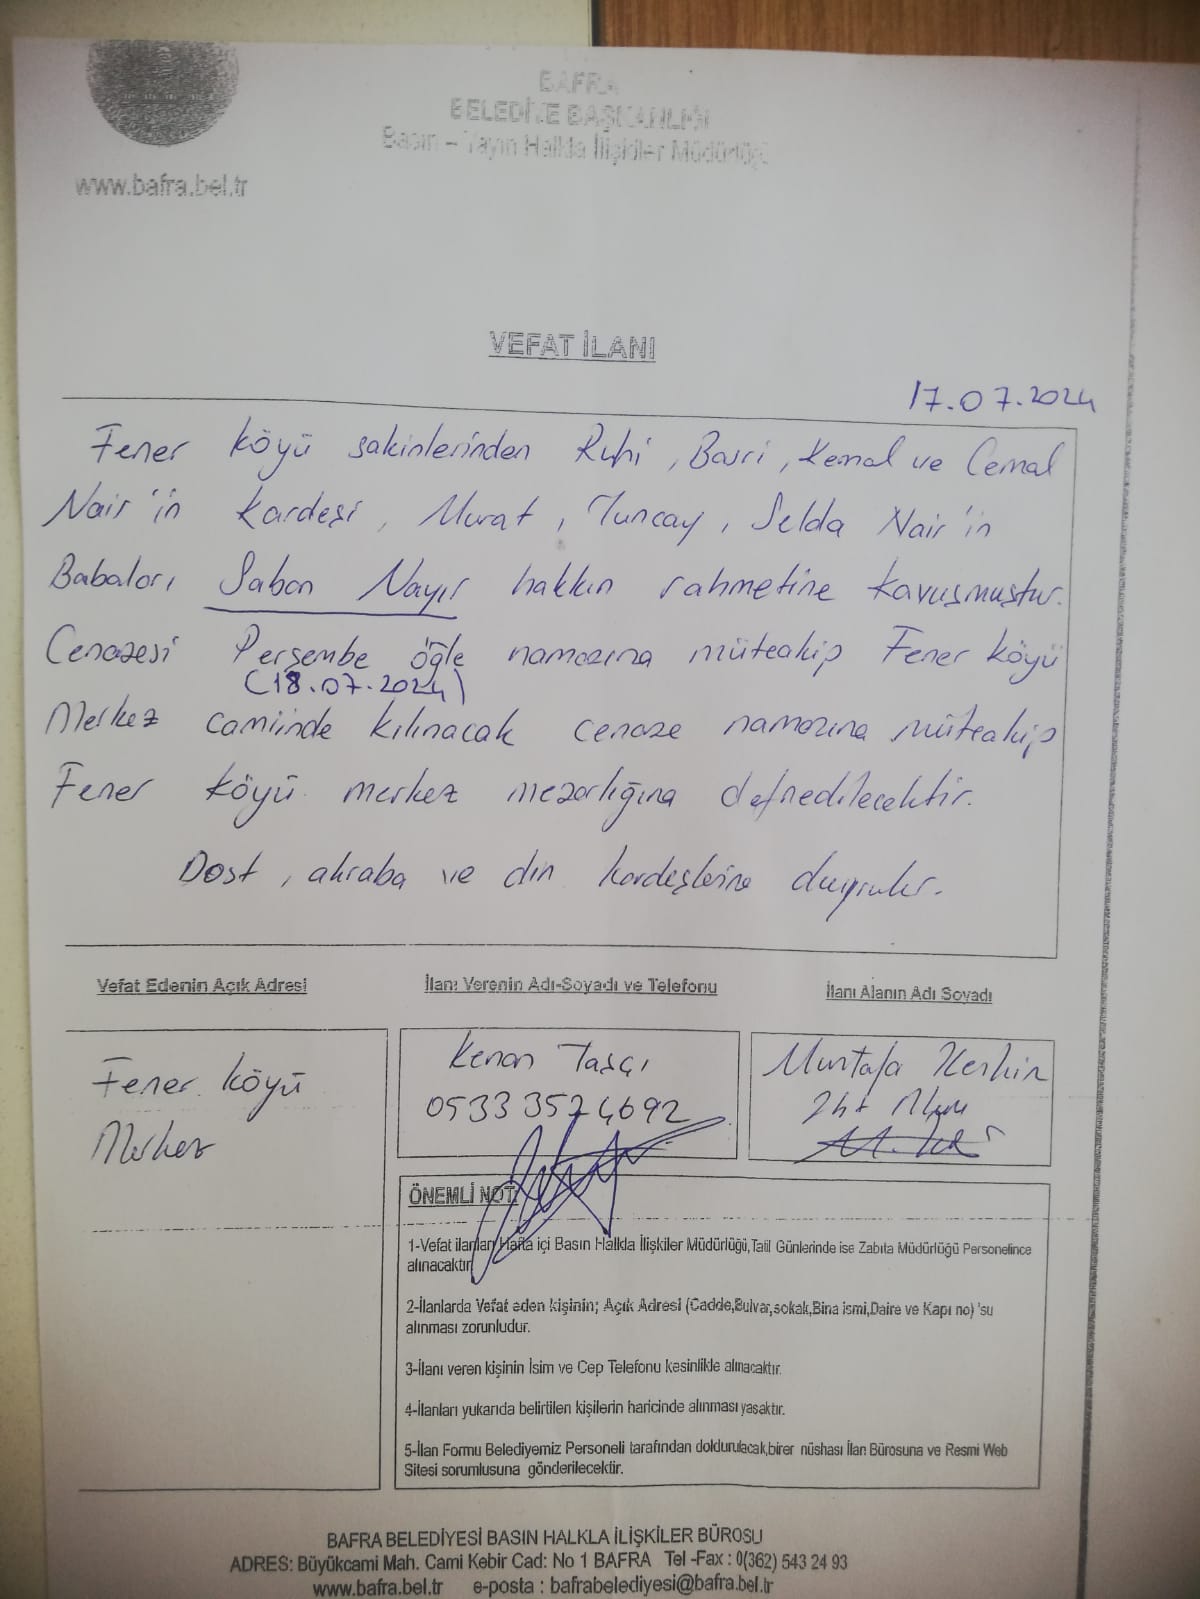 BAFRA
BELEDİYE BAŞKANLIĞI
Basın – Yayın Halkla İlişkiler Müdürlüğü
www.bafra.bel.tr
VEFAT İLANI
17.07.2024
Fener köyü sakinlerinden Ruhi, Basri, Kemal ve Cemal
Nair'in kardeşi, Murat, Tuncay, Selda Nair'in
Babaları Şaban Nayır hakkın rahmetine kavuşmuştur.
Cenazesi Perşembe öğle namazına müteakip Fener köyü
(18.07.2024)
Merkez camiinde kılınacak cenaze namazına müteakip
Fener köyü merkez mezarlığına defnedilecektir.
Dost, akraba ve din kardeşlerine duyrulur.
Vefat Edenin Açık Adresi
İlanı Verenin Adı-Soyadı ve Telefonu
İlanı Alanın Adı Soyadı
Fener köyü
Merkez
Kenan Taşçı
0533 3574692
Mustafa Keskin
ÖNEMLİ NOT:
1-Vefat ilanları Hafta içi Basın Halkla İlişkiler Müdürlüğü,Tatil Günlerinde ise Zabıta Müdürlüğü Personelince
alınacaktır.
2-İlanlarda Vefat eden kişinin; Açık Adresi (Cadde,Bulvar,sokak,Bina ismi,Daire ve Kapı no) 'su
alınması zorunludur.
3-İlanı veren kişinin İsim ve Cep Telefonu kesinlikle alınacaktır.
4-İlanları yukarıda belirtilen kişilerin haricinde alınması yasaktır.
5-İlan Formu Belediyemiz Personeli tarafından doldurulacak,birer nüshası İlan Bürosuna ve Resmi Web
Sitesi sorumlusuna gönderilecektir.
BAFRA BELEDİYESİ BASIN HALKLA İLİŞKİLER BÜROSU
ADRES: Büyükcami Mah. Cami Kebir Cad: No 1 BAFRA Tel -Fax : 0(362) 543 24 93
www.bafra.bel.tr e-posta : bafrabelediyesi@bafra.bel.tr